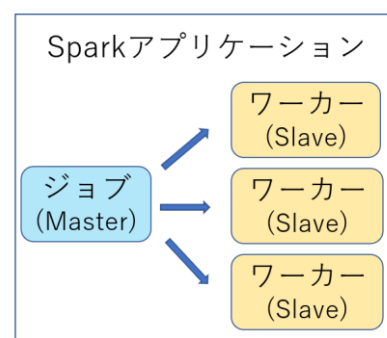 Sparkアプリケーション
ワーカー
(Slave)
ジョブ
(Master)
ワーカー
(Slave)
ワーカー
(Slave)